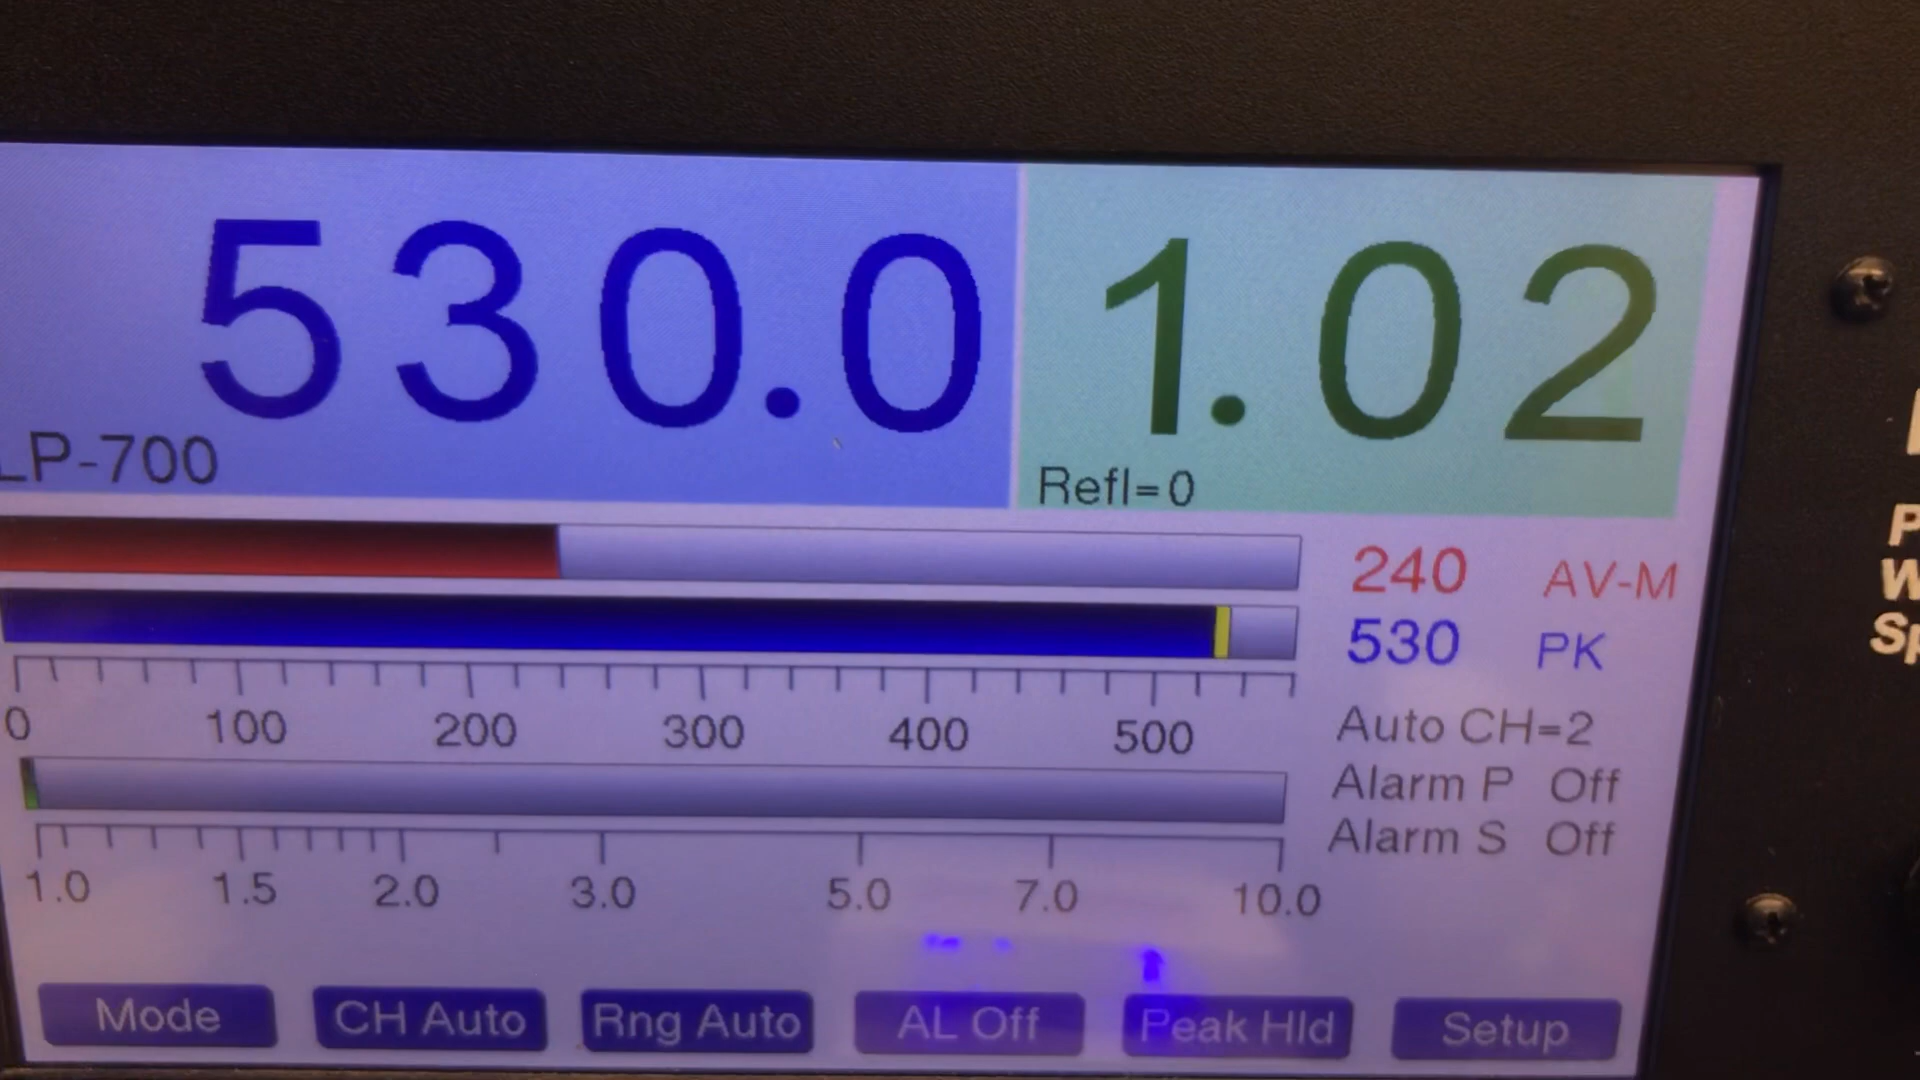 530.0 1.02
LP-700 Refl=0
240 AV-M
530 PK
0 100 200 300 400 500
Auto CH=2
Alarm P Off
Alarm S Off
1.0 1.5 2.0 3.0 5.0 7.0 10.0
Mode CH Auto Rng Auto AL Off Peak Hld Setup